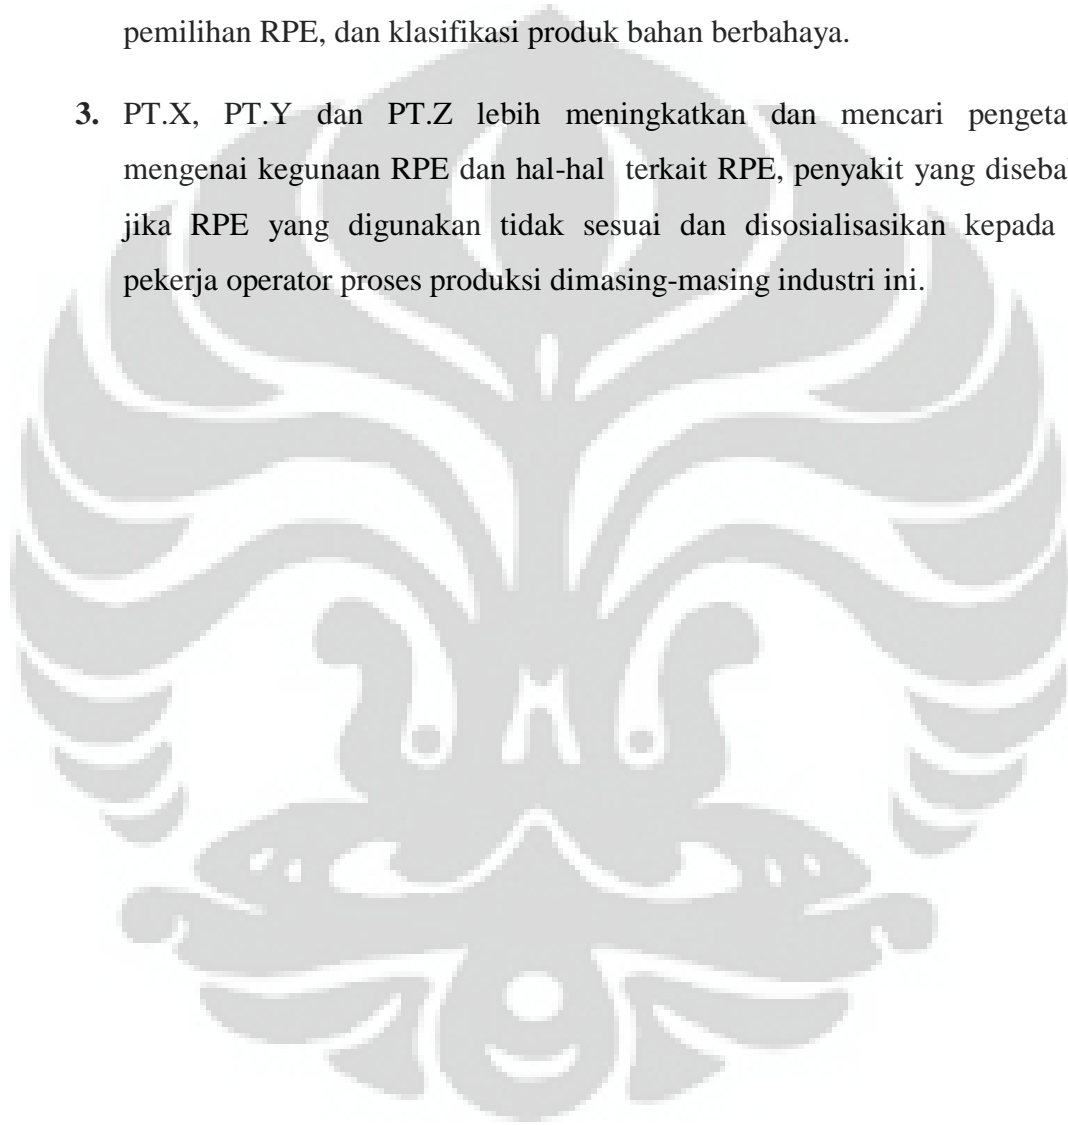 pemilihan RPE, dan klasifikasi produk bahan berbahaya.
3. PT.X, PT.Y dan PT.Z lebih meningkatkan dan mencari pengeta
mengenai kegunaan RPE dan hal-hal terkait RPE, penyakit yang diseba
jika RPE yang digunakan tidak sesuai dan disosialisasikan kepada
pekerja operator proses produksi dimasing-masing industri ini.